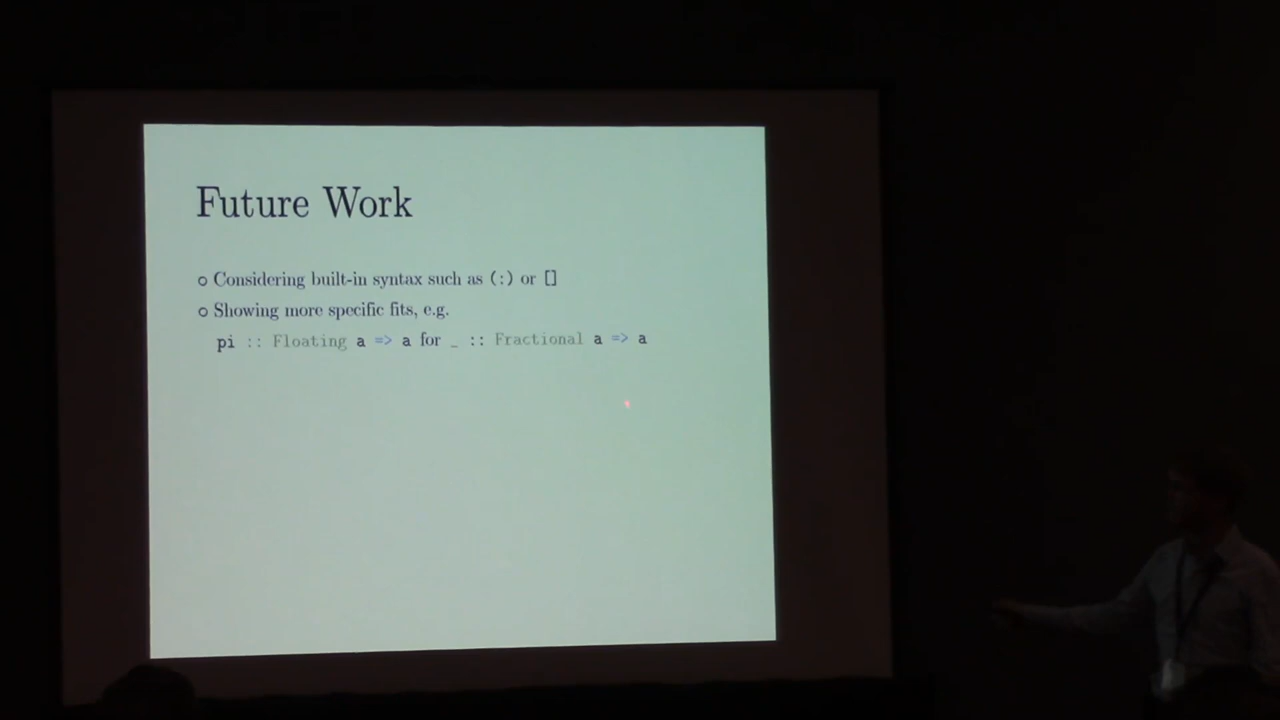 Future Work
Considering built-in syntax such as (:) or []
Showing more specific fits, e.g.
pi :: Floating a => a for _ :: Fractional a => a